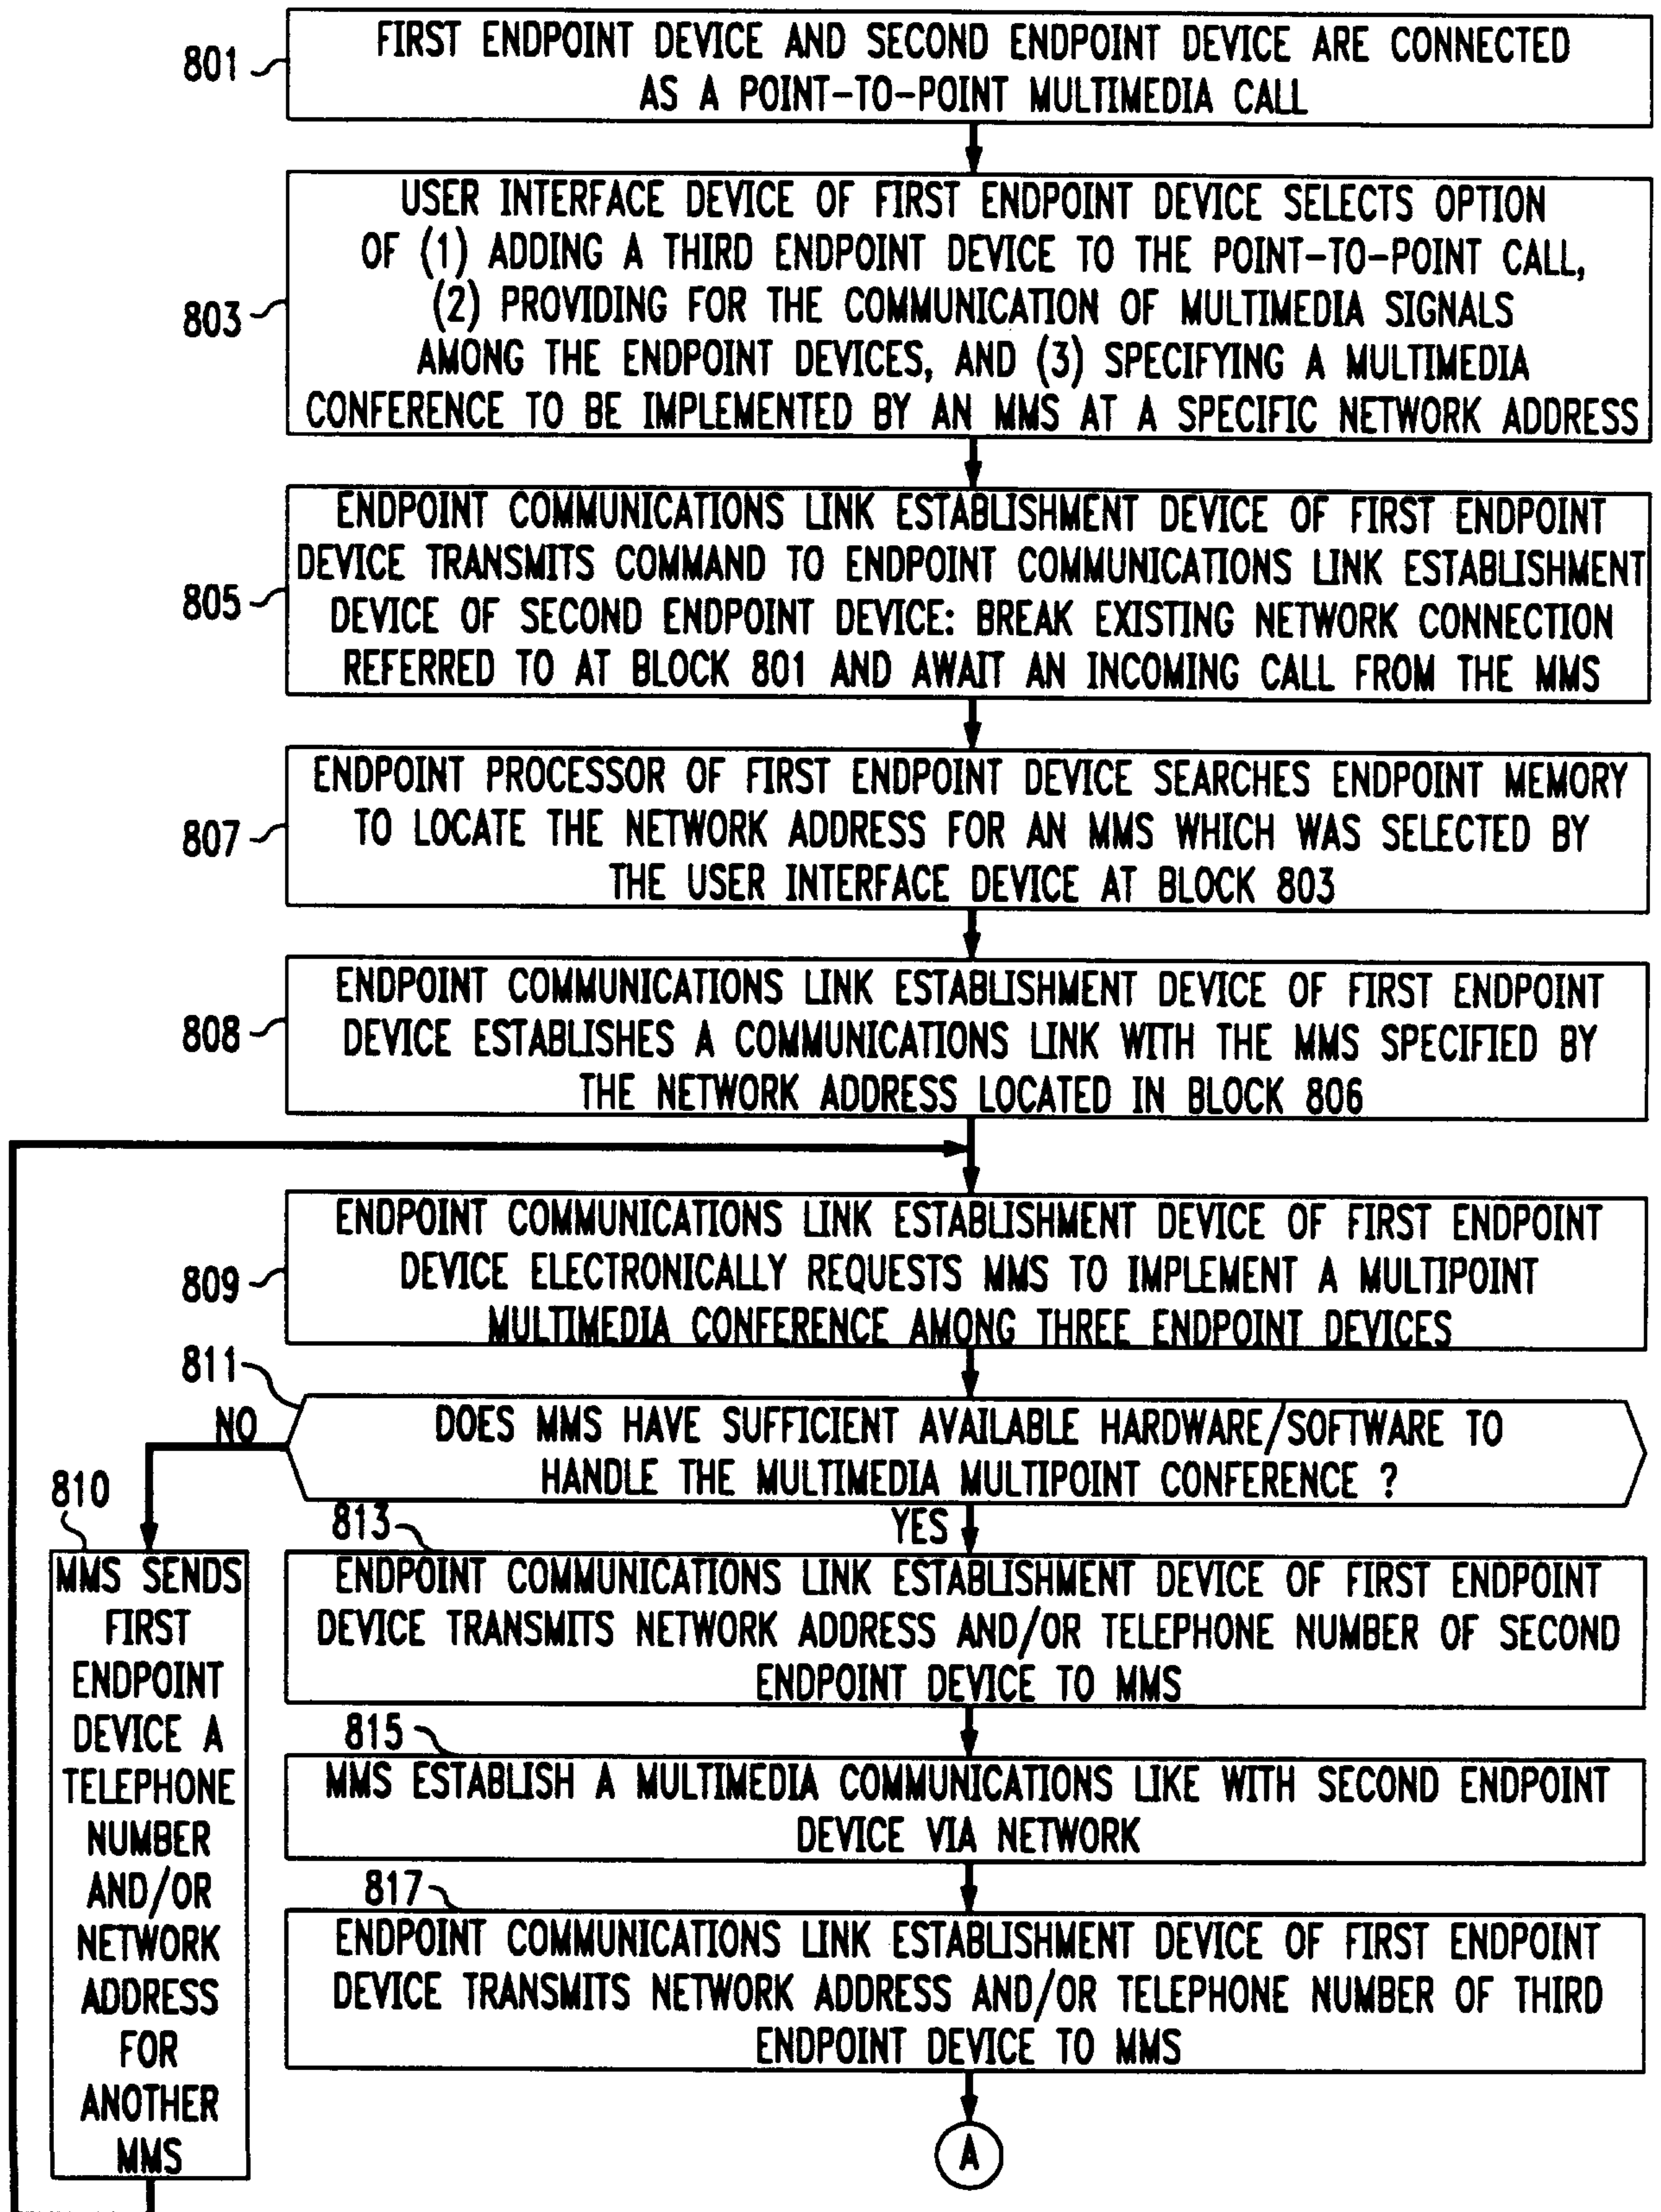 801
FIRST ENDPOINT DEVICE AND SECOND ENDPOINT DEVICE ARE CONNECTED
AS A POINT-TO-POINT MULTIMEDIA CALL
803
USER INTERFACE DEVICE OF FIRST ENDPOINT DEVICE SELECTS OPTION
OF (1) ADDING A THIRD ENDPOINT DEVICE TO THE POINT-TO-POINT CALL,
(2) PROVIDING FOR THE COMMUNICATION OF MULTIMEDIA SIGNALS
AMONG THE ENDPOINT DEVICES, AND (3) SPECIFYING A MULTIMEDIA
CONFERENCE TO BE IMPLEMENTED BY AN MMS AT A SPECIFIC NETWORK ADDRESS
805
ENDPOINT COMMUNICATIONS LINK ESTABLISHMENT DEVICE OF FIRST ENDPOINT
DEVICE TRANSMITS COMMAND TO ENDPOINT COMMUNICATIONS LINK ESTABLISHMENT
DEVICE OF SECOND ENDPOINT DEVICE: BREAK EXISTING NETWORK CONNECTION
REFERRED TO AT BLOCK 801 AND AWAIT AN INCOMING CALL FROM THE MMS
807
ENDPOINT PROCESSOR OF FIRST ENDPOINT DEVICE SEARCHES ENDPOINT MEMORY
TO LOCATE THE NETWORK ADDRESS FOR AN MMS WHICH WAS SELECTED BY
THE USER INTERFACE DEVICE AT BLOCK 803
808
ENDPOINT COMMUNICATIONS LINK ESTABLISHMENT DEVICE OF FIRST ENDPOINT
DEVICE ESTABLISHES A COMMUNICATIONS LINK WITH THE MMS SPECIFIED BY
THE NETWORK ADDRESS LOCATED IN BLOCK 806
809
ENDPOINT COMMUNICATIONS LINK ESTABLISHMENT DEVICE OF FIRST ENDPOINT
DEVICE ELECTRONICALLY REQUESTS MMS TO IMPLEMENT A MULTIPOINT
MULTIMEDIA CONFERENCE AMONG THREE ENDPOINT DEVICES
811
NO
DOES MMS HAVE SUFFICIENT AVAILABLE HARDWARE/SOFTWARE TO
HANDLE THE MULTIMEDIA MULTIPOINT CONFERENCE ?
YES
810
MMS SENDS
FIRST
ENDPOINT
DEVICE A
TELEPHONE
NUMBER
AND/OR
NETWORK
ADDRESS
FOR
ANOTHER
MMS
813
ENDPOINT COMMUNICATIONS LINK ESTABLISHMENT DEVICE OF FIRST ENDPOINT
DEVICE TRANSMITS NETWORK ADDRESS AND/OR TELEPHONE NUMBER OF SECOND
ENDPOINT DEVICE TO MMS
815
MMS ESTABLISH A MULTIMEDIA COMMUNICATIONS LIKE WITH SECOND ENDPOINT
DEVICE VIA NETWORK
817
ENDPOINT COMMUNICATIONS LINK ESTABLISHMENT DEVICE OF FIRST ENDPOINT
DEVICE TRANSMITS NETWORK ADDRESS AND/OR TELEPHONE NUMBER OF THIRD
ENDPOINT DEVICE TO MMS
A